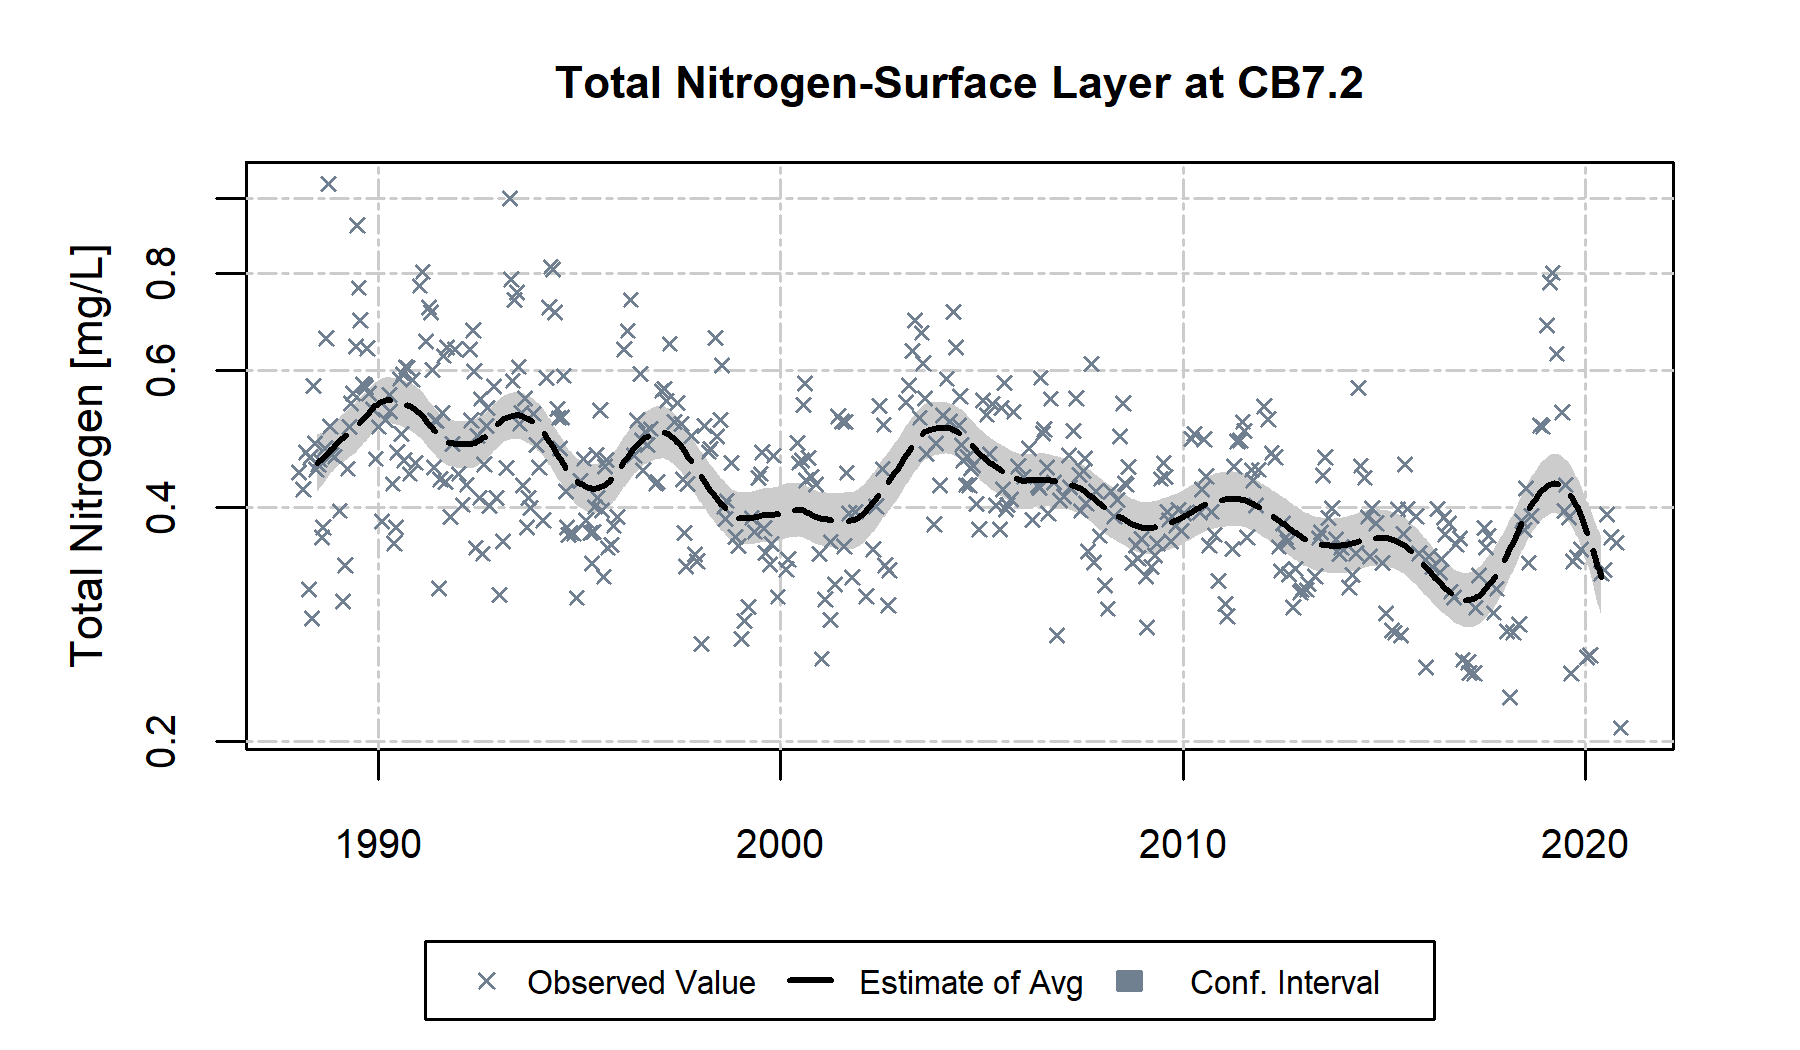 Total Nitrogen-Surface Layer at CB7.2
Total Nitrogen [mg/L]
0.8
0.6
0.4
0.2
1990 2000 2010 2020
Observed Value Estimate of Avg Conf. Interval